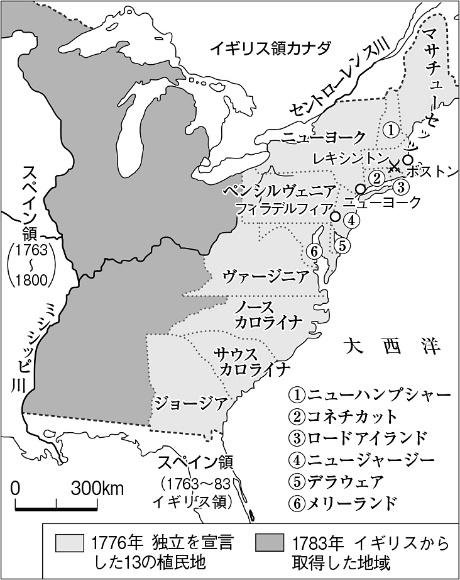 マサチューセッツ
イギリス領カナダ
セントローレンス川
①
ニューヨーク
レキシントン
ボストン
②
③
ペンシルヴェニア
ニューヨーク
フィラデルフィア
④
⑤
⑥
スペイン領
(1763
〜
1800)
ミシシッピ川
ヴァージニア
ノース
カロライナ
サウス
カロライナ
ジョージア
大西洋
①ニューハンプシャー
②コネチカット
③ロードアイランド
④ニュージャージー
⑤デラウェア
⑥メリーランド
スペイン領
(1763〜83
イギリス領)
0 300km
1776年 独立を宣言
した13の植民地
1783年 イギリスから
取得した地域